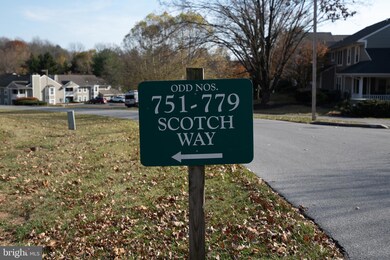 ODD NOS.
751-779
SCOTCH
WAY
bright MLS